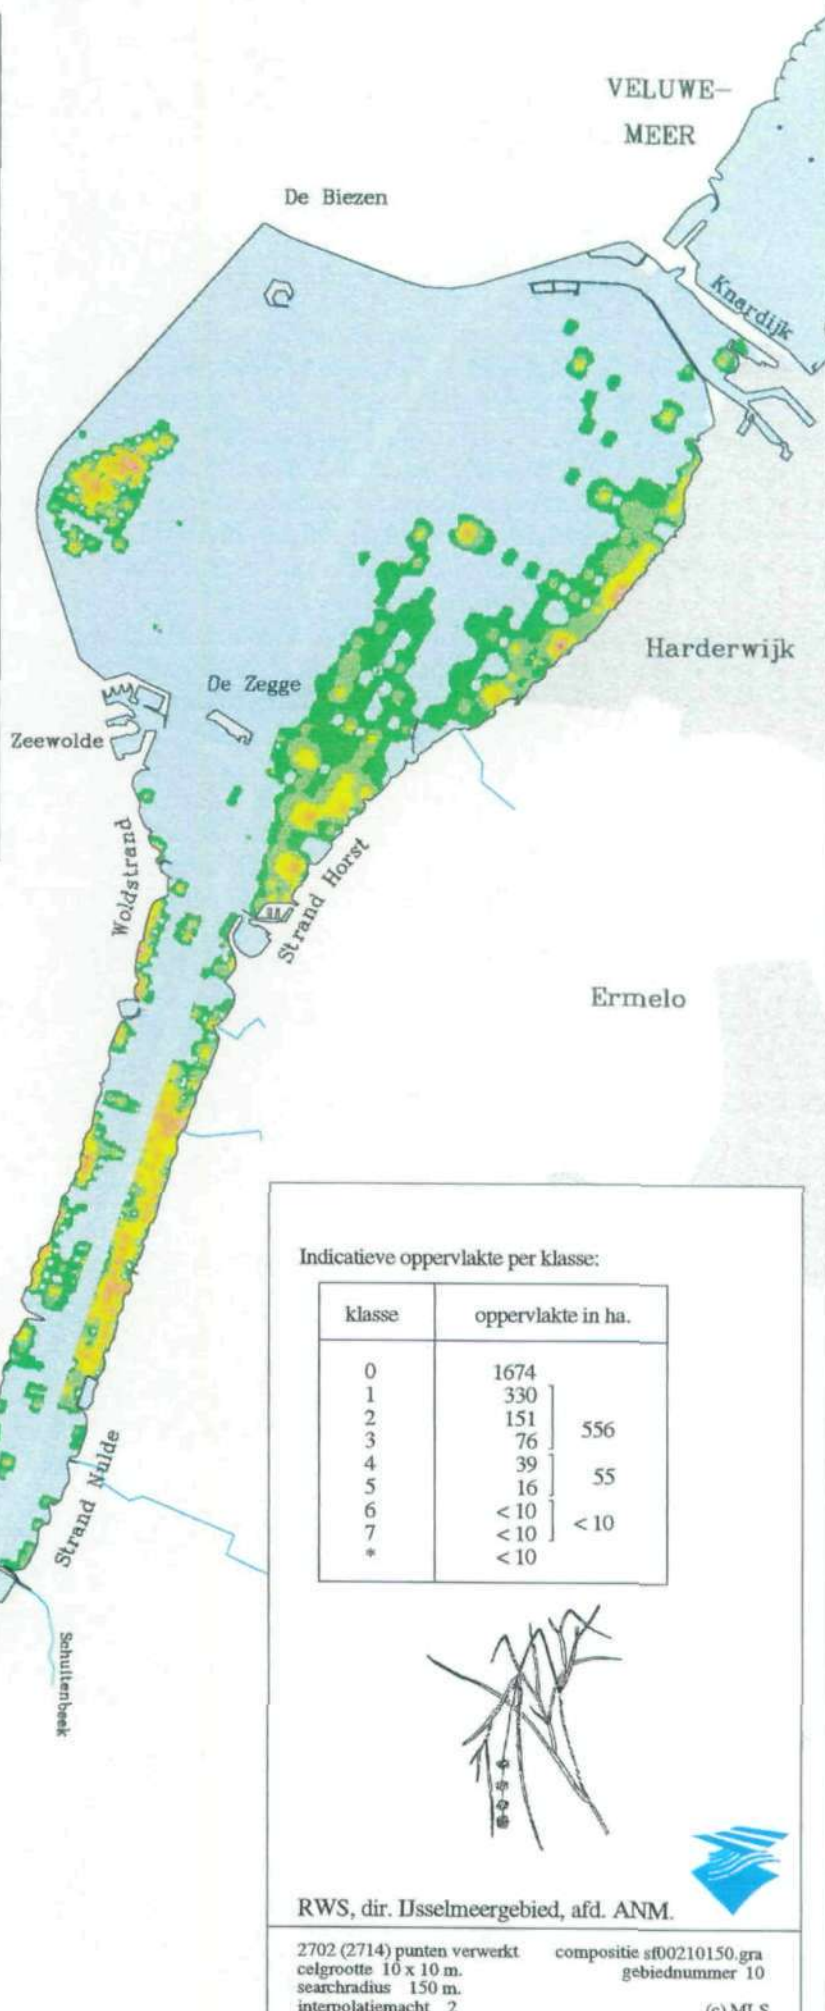 VELUWE-
MEER
De Biezen
Knardijk
Harderwijk
De Zegge
Zeewolde
Woldstrand
Strand Horst
Ermelo
Strand Nulde
Schuitenbeek
Indicatieve oppervlakte per klasse:
klasse oppervlakte in ha.
0 1674
1 330
2 151 556
3 76
4 39 55
5 16
6 < 10 < 10
7 < 10
* < 10
RWS, dir. IJsselmeergebied, afd. ANM.
2702 (2714) punten verwerkt compositie sf00210150.gra
celgrootte 10 x 10 m. gebiednummer 10
searchradius 150 m.
interpolatiemacht 2 (c) MLS